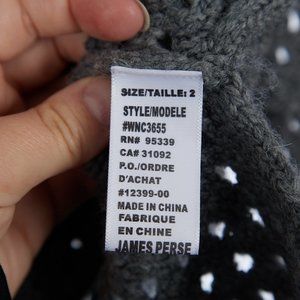 SIZE/TAILLE: 2
STYLE/MODELE
#WNC3655
RN# 95339
CA# 31092
P.O./ORDRE
D'ACHAT
#12399-00
MADE IN CHINA
FABRIQUE
EN CHINE
JAMES PERSE